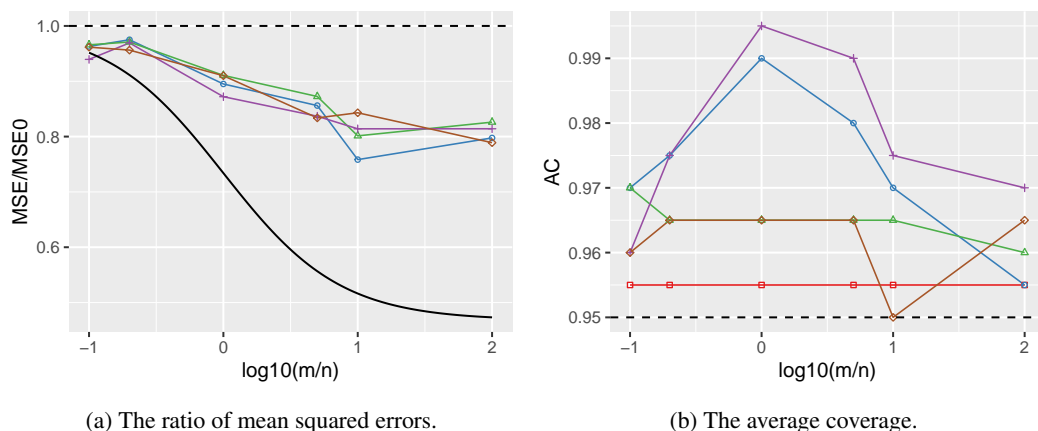 1.0
0.8
0.6
MSE/MSE0
−1
0
1
2
log10(m/n)
(a) The ratio of mean squared errors.
0.99
0.98
0.97
0.96
0.95
AC
−1
0
1
2
log10(m/n)
(b) The average coverage.